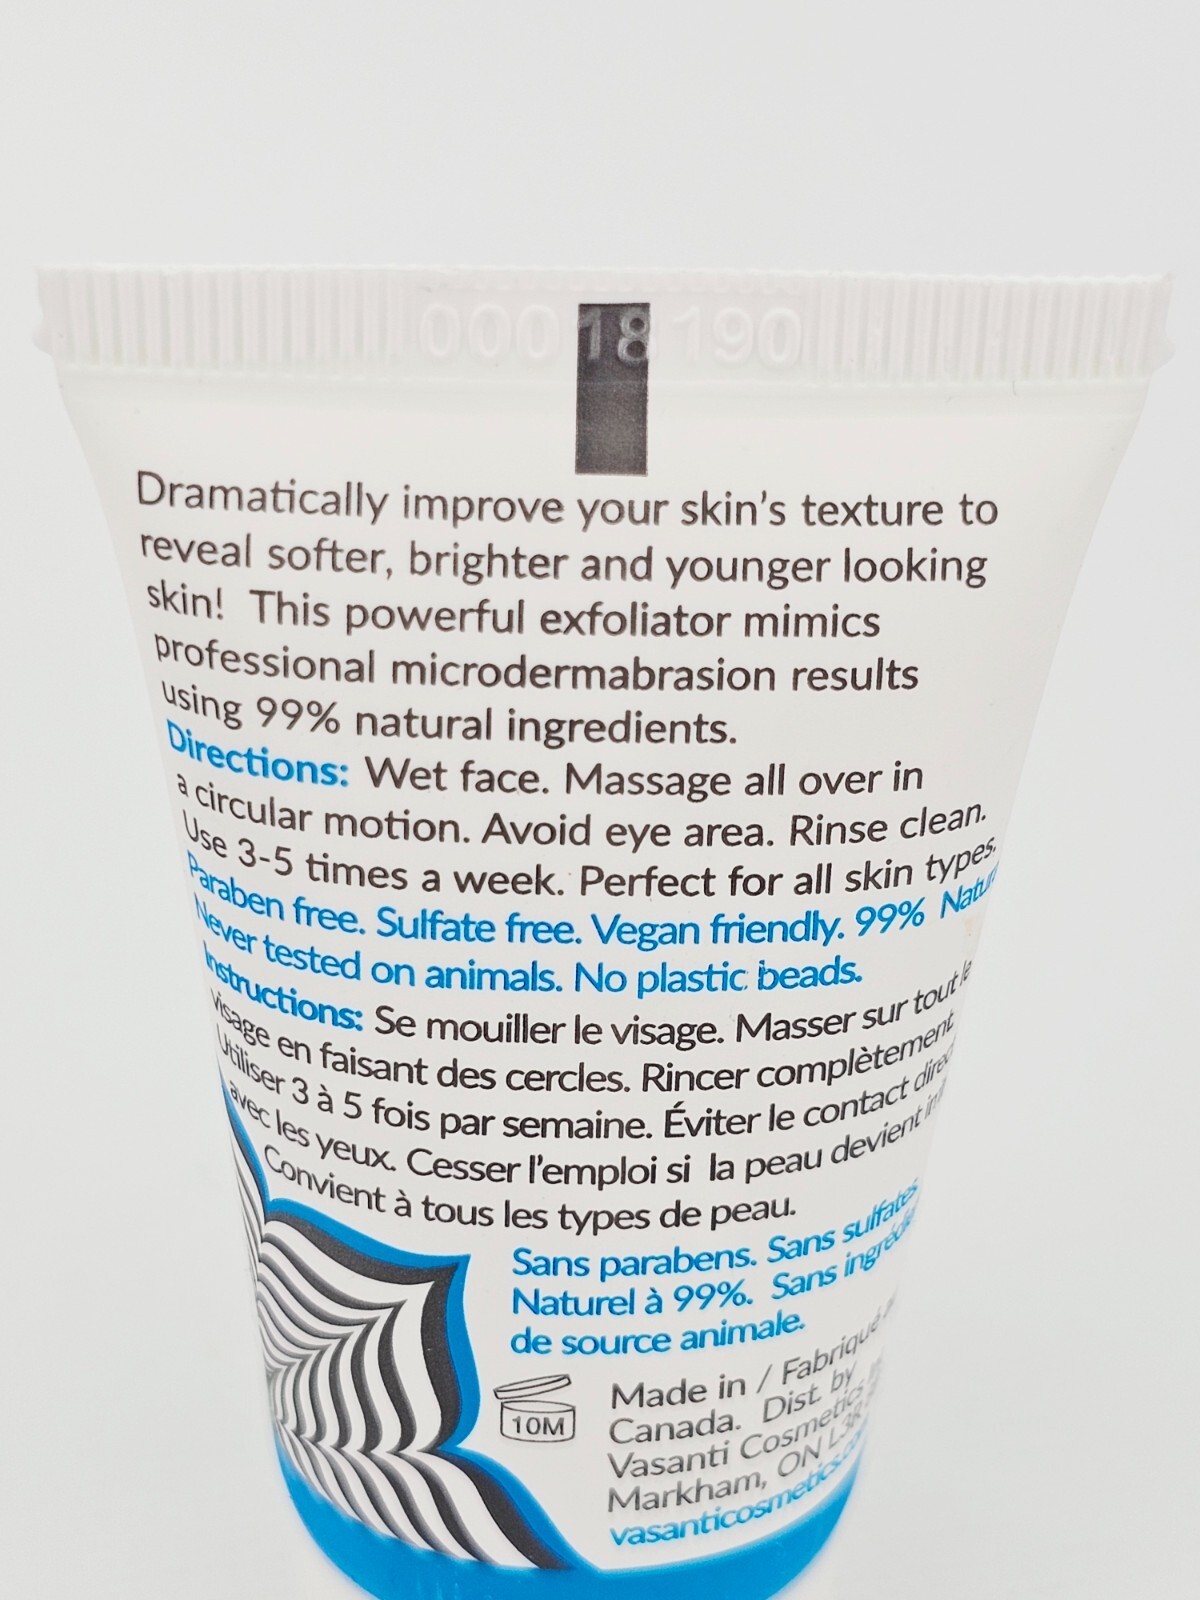 00018190
Dramatically improve your skin's texture to
reveal softer, brighter and younger looking
skin! This powerful exfoliator mimics
professional microdermabrasion results
using 99% natural ingredients.
Directions: Wet face. Massage all over in
a circular motion. Avoid eye area. Rinse clean.
Use 3-5 times a week. Perfect for all skin types.
Paraben free. Sulfate free. Vegan friendly. 99%
Never tested on animals. No plastic beads.
Instructions: Se mouiller le visage. Masser sur tout le
visage en faisant des cercles. Rincer complètement
Utiliser 3 à 5 fois par semaine. Éviter le contact direct
avec les yeux. Cesser l'emploi si la peau devient
Convient à tous les types de peau.
Sans parabens. Sans sulfates
Naturel à 99%. Sans
de source animale.
10M
Made in / Fabriqué
Canada. Dist. by
Vasanti Cosmetics
Markham, ON L3R
vasanticosmetics.co